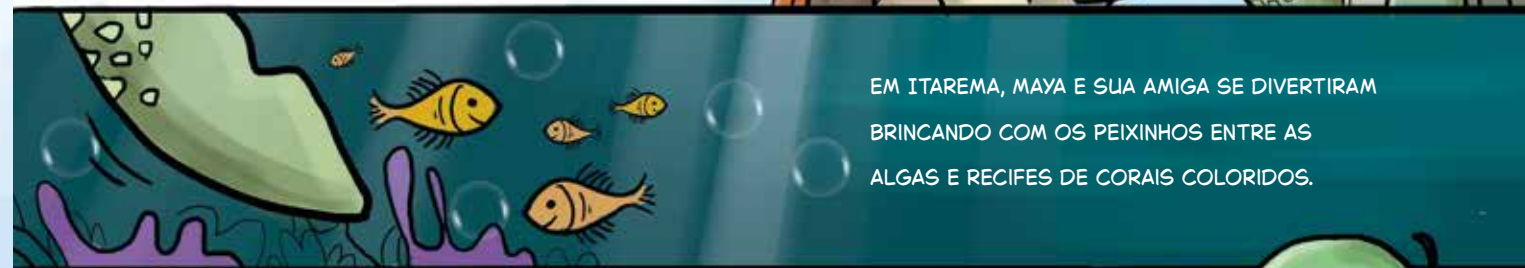 EM ITAREMA, MAYA E SUA AMIGA SE DIVERTIRAM
BRINCANDO COM OS PEIXINHOS ENTRE AS
ALGAS E RECIFES DE CORAIS COLORIDOS.